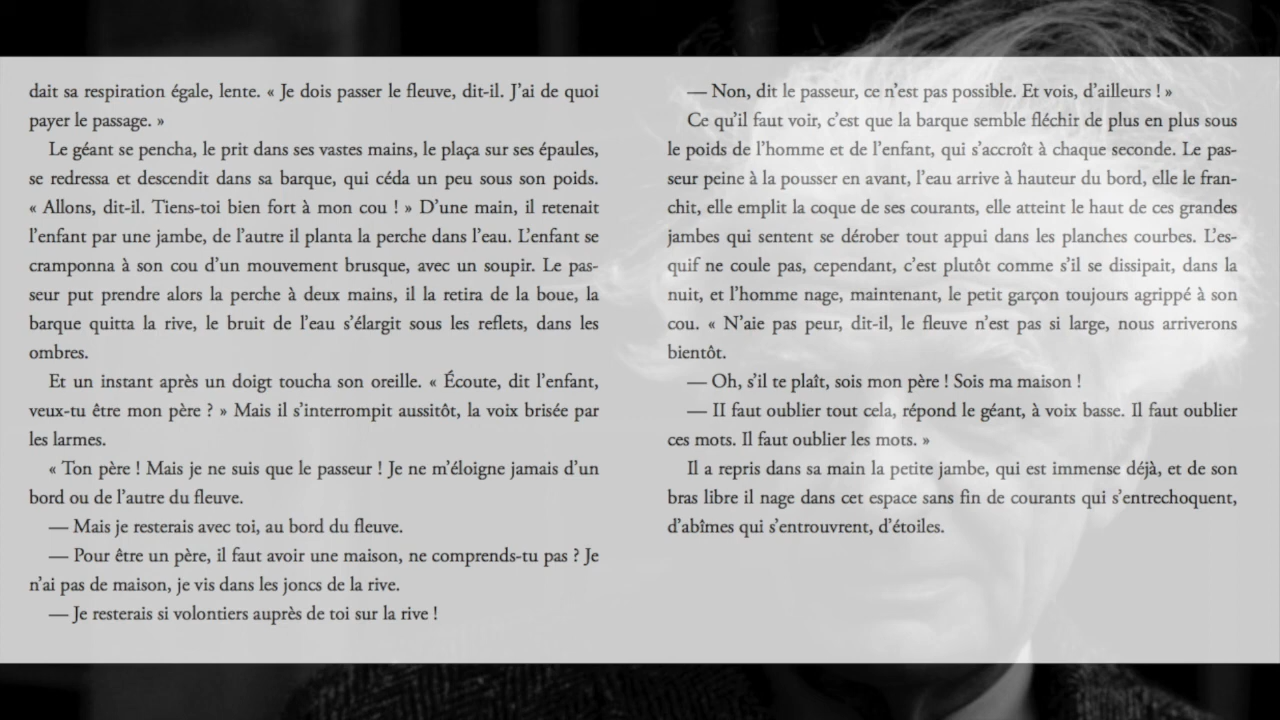 dait sa respiration égale, lente. « Je dois passer le fleuve, dit-il. J’ai de quoi
payer le passage. »
Le géant se pencha, le prit dans ses vastes mains, le plaça sur ses épaules,
se redressa et descendit dans sa barque, qui céda un peu sous son poids.
« Allons, dit-il. Tiens-toi bien fort à mon cou ! » D’une main, il retenait
l’enfant par une jambe, de l’autre il planta la perche dans l’eau. L’enfant se
cramponna à son cou d’un mouvement brusque, avec un soupir. Le pas-
seur put prendre alors la perche à deux mains, il la retira de la boue, la
barque quitta la rive, le bruit de l’eau s’élargit sous les reflets, dans les
ombres.
Et un instant après un doigt toucha son oreille. « Écoute, dit l’enfant,
veux-tu être mon père ? » Mais il s’interrompit aussitôt, la voix brisée par
les larmes.
« Ton père ! Mais je ne suis que le passeur ! Je ne m’éloigne jamais d’un
bord ou de l’autre du fleuve.
— Mais je resterais avec toi, au bord du fleuve.
— Pour être un père, il faut avoir une maison, ne comprends-tu pas ? Je
n’ai pas de maison, je vis dans les joncs de la rive.
— Je resterais si volontiers auprès de toi sur la rive !
— Non, dit le passeur, ce n’est pas possible. Et vois, d’ailleurs ! »
Ce qu’il faut voir, c’est que la barque semble fléchir de plus en plus sous
le poids de l’homme et de l’enfant, qui s’accroît à chaque seconde. Le pas-
seur peine à la pousser en avant, l’eau arrive à hauteur du bord, elle le fran-
chit, elle emplit la coque de ses courants, elle atteint le haut de ces grandes
jambes qui sentent se dérober tout appui dans les planches courbes. L’es-
quif ne coule pas, cependant, c’est plutôt comme s’il se dissipait, dans la
nuit, et l’homme nage, maintenant, le petit garçon toujours agrippé à son
cou. « N’aie pas peur, dit-il, le fleuve n’est pas si large, nous arriverons
bientôt.
— Oh, s’il te plaît, sois mon père ! Sois ma maison !
— II faut oublier tout cela, répond le géant, à voix basse. Il faut oublier
ces mots. Il faut oublier les mots. »
Il a repris dans sa main la petite jambe, qui est immense déjà, et de son
bras libre il nage dans cet espace sans fin de courants qui s’entrechoquent,
d’abîmes qui s’entrouvrent, d’étoiles.